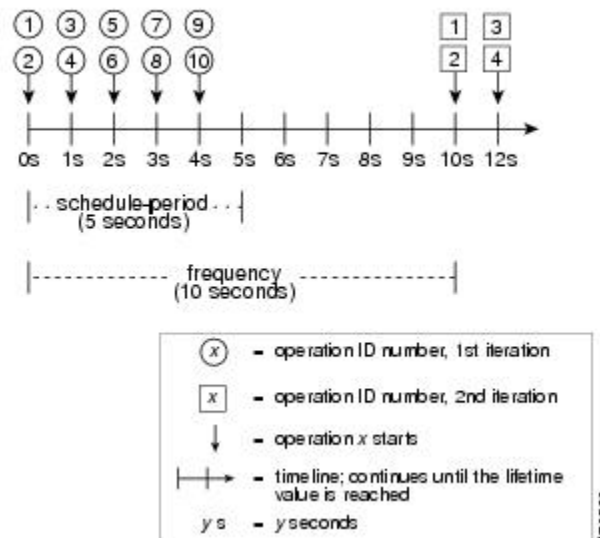 1 3 5 7 9 1 3
2 4 6 8 10 2 4
0s 1s 2s 3s 4s 5s 6s 7s 8s 9s 10s 12s
schedule-period
(5 seconds)
frequency
(10 seconds)
x = operation ID number, 1st iteration
x = operation ID number, 2nd iteration
= operation x starts
= timeline; continues until the lifetime
value is reached
y s = y seconds